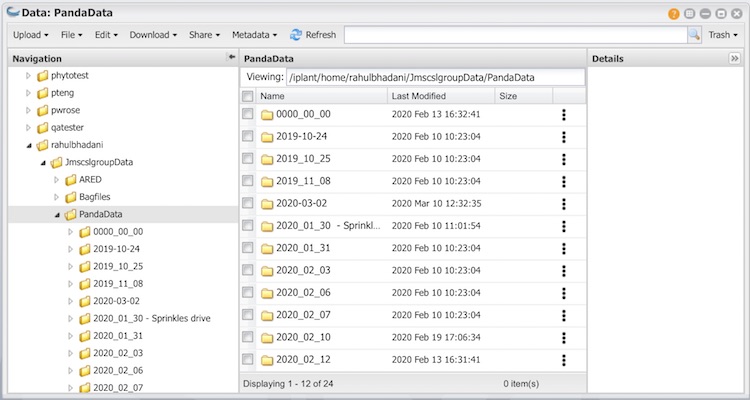 Data: PandaData
Upload File Edit Download Share Metadata Refresh Trash
Navigation
phytotest
pteng
pwrose
qatester
rahulbhadani
JmscslgroupData
ARED
Bagfiles
PandaData
0000_00_00
2019-10-24
2019_10_25
2019_11_08
2020-03-02
2020_01_30 - Sprinkles drive
2020_01_31
2020_02_03
2020_02_06
2020_02_07
PandaData
Viewing: /iplant/home/rahulbhadani/JmscslgroupData/PandaData
Name Last Modified Size
0000_00_00 2020 Feb 13 16:32:41
2019-10-24 2020 Feb 10 10:23:04
2019_10_25 2020 Feb 10 10:23:04
2019_11_08 2020 Feb 10 10:23:04
2020-03-02 2020 Mar 10 12:32:35
2020_01_30 - Sprinkl... 2020 Feb 10 11:01:54
2020_01_31 2020 Feb 10 10:23:04
2020_02_03 2020 Feb 10 10:23:04
2020_02_06 2020 Feb 10 10:23:04
2020_02_07 2020 Feb 10 10:23:04
2020_02_10 2020 Feb 19 17:06:34
2020_02_12 2020 Feb 13 16:31:41
Displaying 1 - 12 of 24 0 item(s)
Details